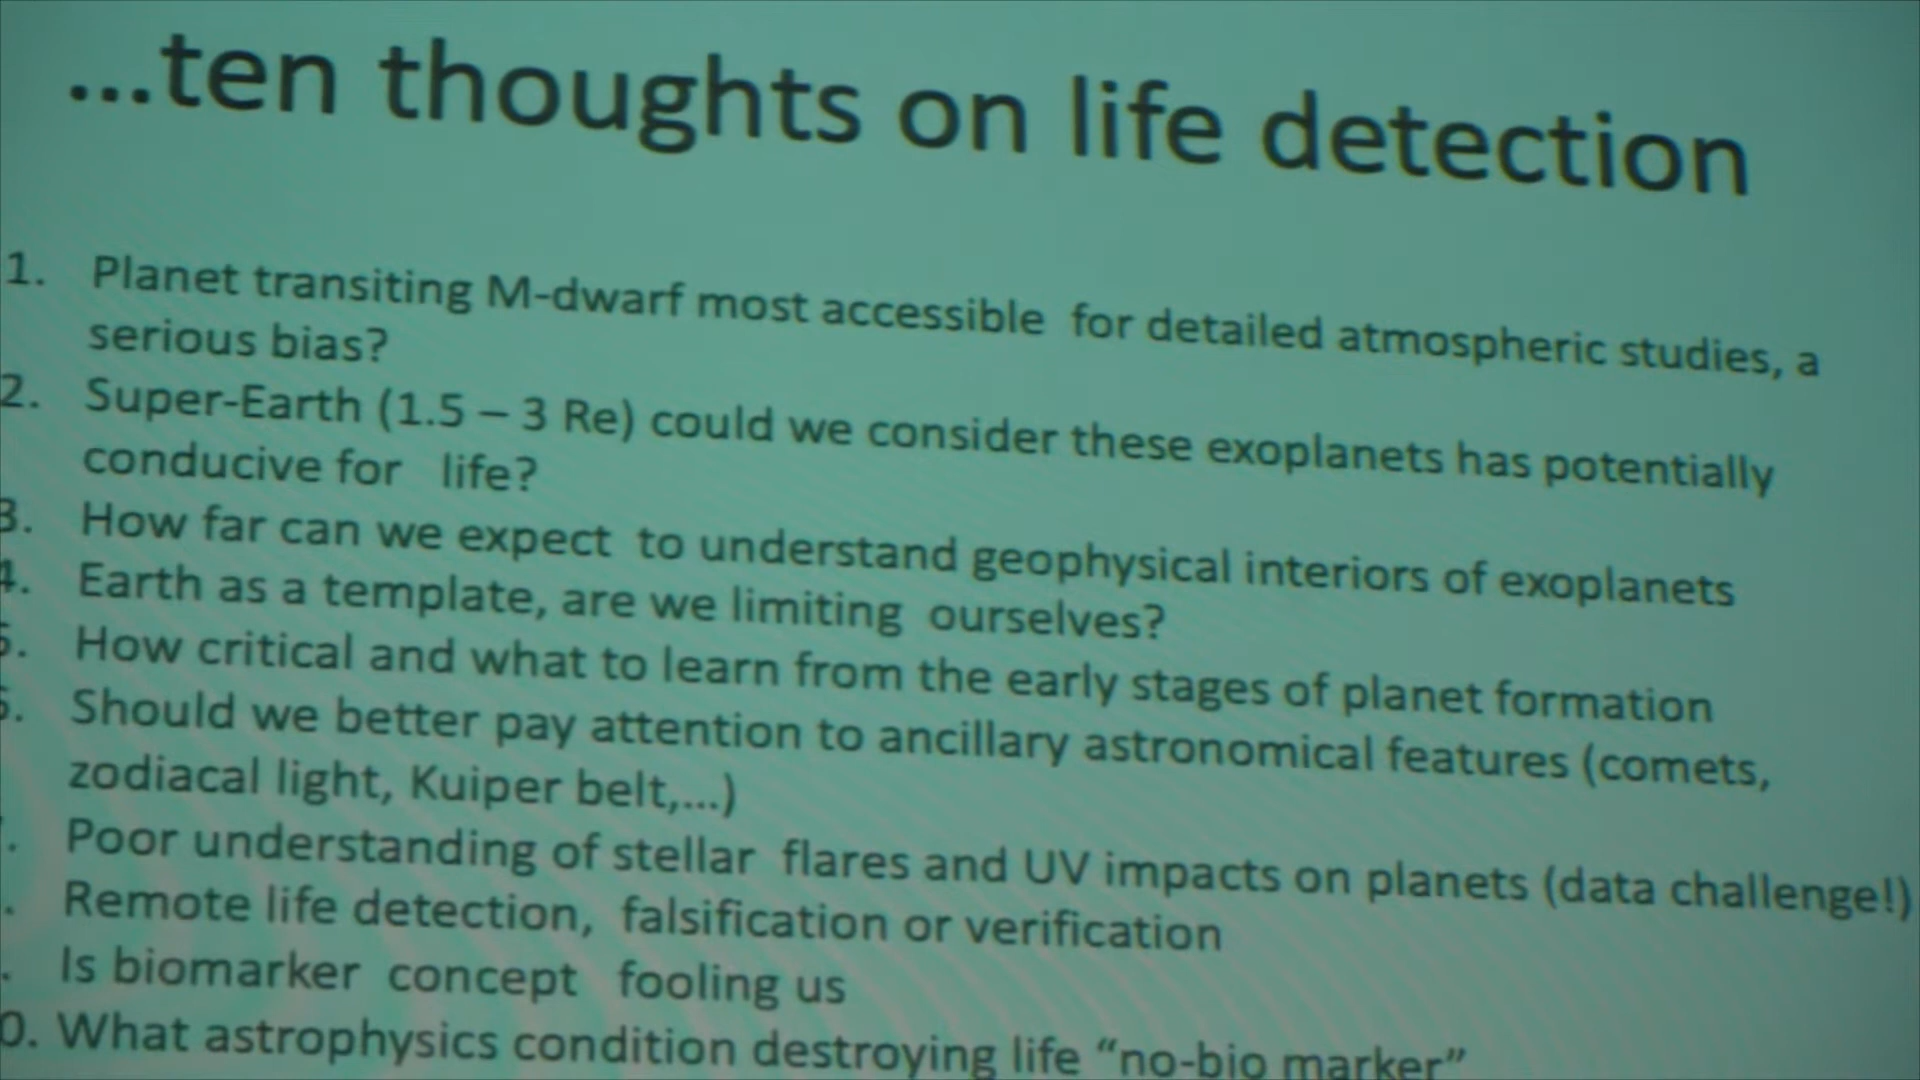 ...ten thoughts on life detection
1. Planet transiting M-dwarf most accessible for detailed atmospheric studies, a
serious bias?
2. Super-Earth (1.5 – 3 Re) could we consider these exoplanets has potentially
conducive for life?
3. How far can we expect to understand geophysical interiors of exoplanets
4. Earth as a template, are we limiting ourselves?
5. How critical and what to learn from the early stages of planet formation
6. Should we better pay attention to ancillary astronomical features (comets,
zodiacal light, Kuiper belt,...)
. Poor understanding of stellar flares and UV impacts on planets (data challenge!)
. Remote life detection, falsification or verification
. Is biomarker concept fooling us
0. What astrophysics condition destroying life “no-bio marker”